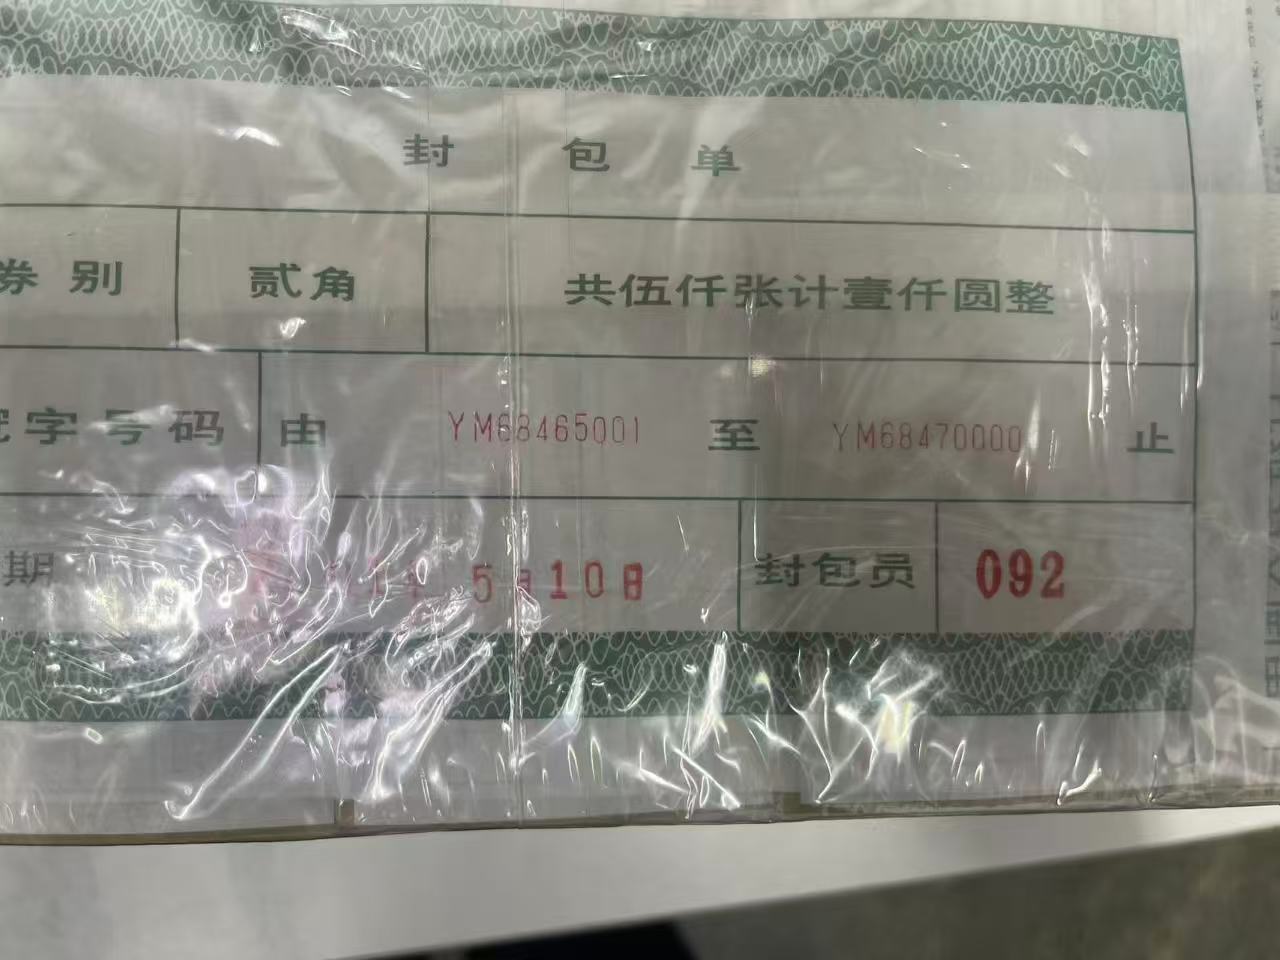 封包单
券别 贰角 共伍仟张计壹仟圆整
字号码 由 YM68465001 至 YM68470000 止
期 5月10日 封包员 092